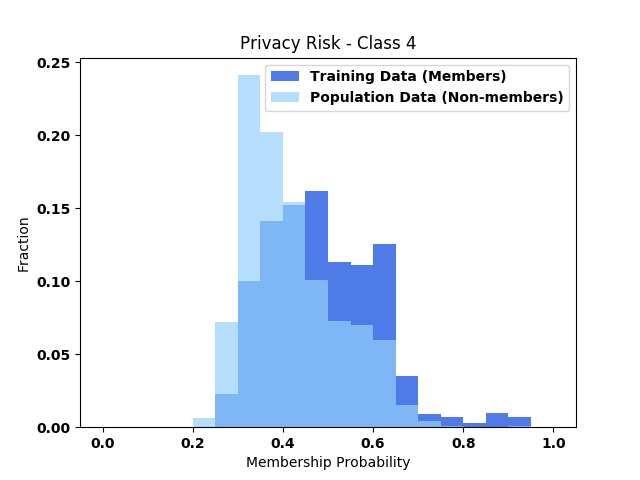 Privacy Risk - Class 4
Training Data (Members)
Population Data (Non-members)
Fraction
0.25
0.20
0.15
0.10
0.05
0.00
0.0 0.2 0.4 0.6 0.8 1.0
Membership Probability